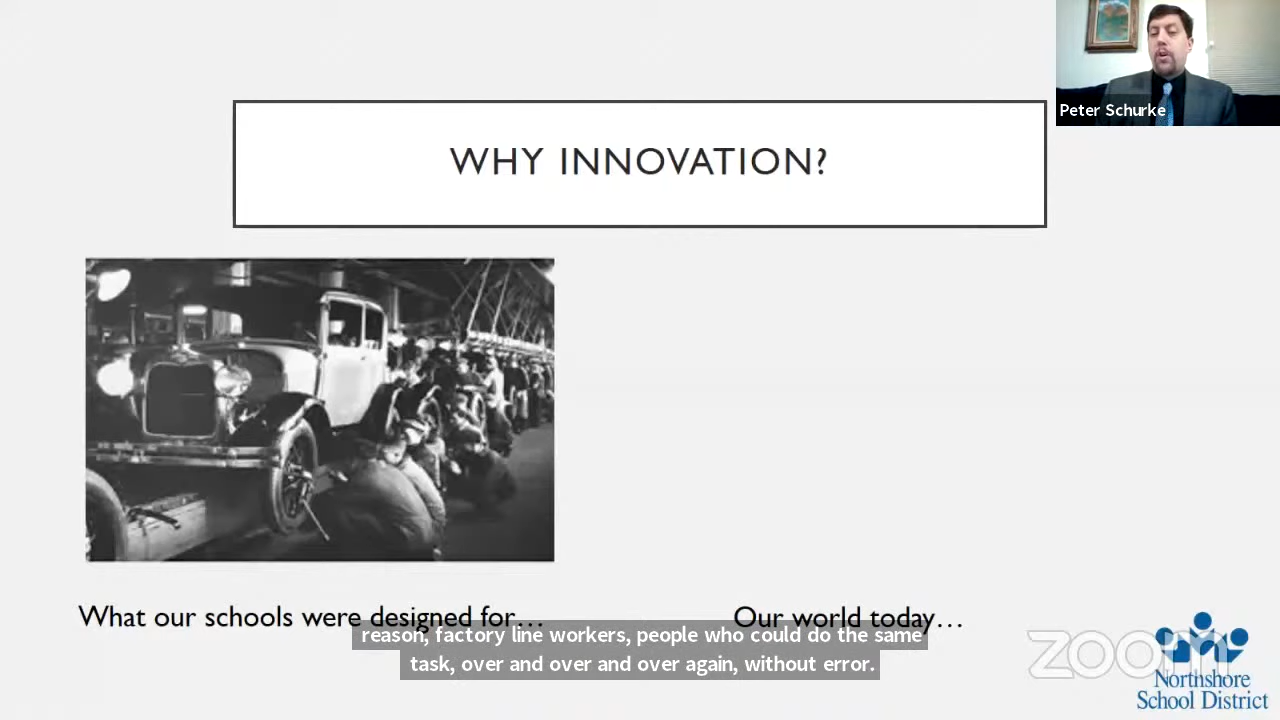 Peter Schurke
WHY INNOVATION?
What our schools were designed for…
Our world today…
reason, factory line workers, people who could do the same
task, over and over and over again, without error.
zoom
Northshore
School District